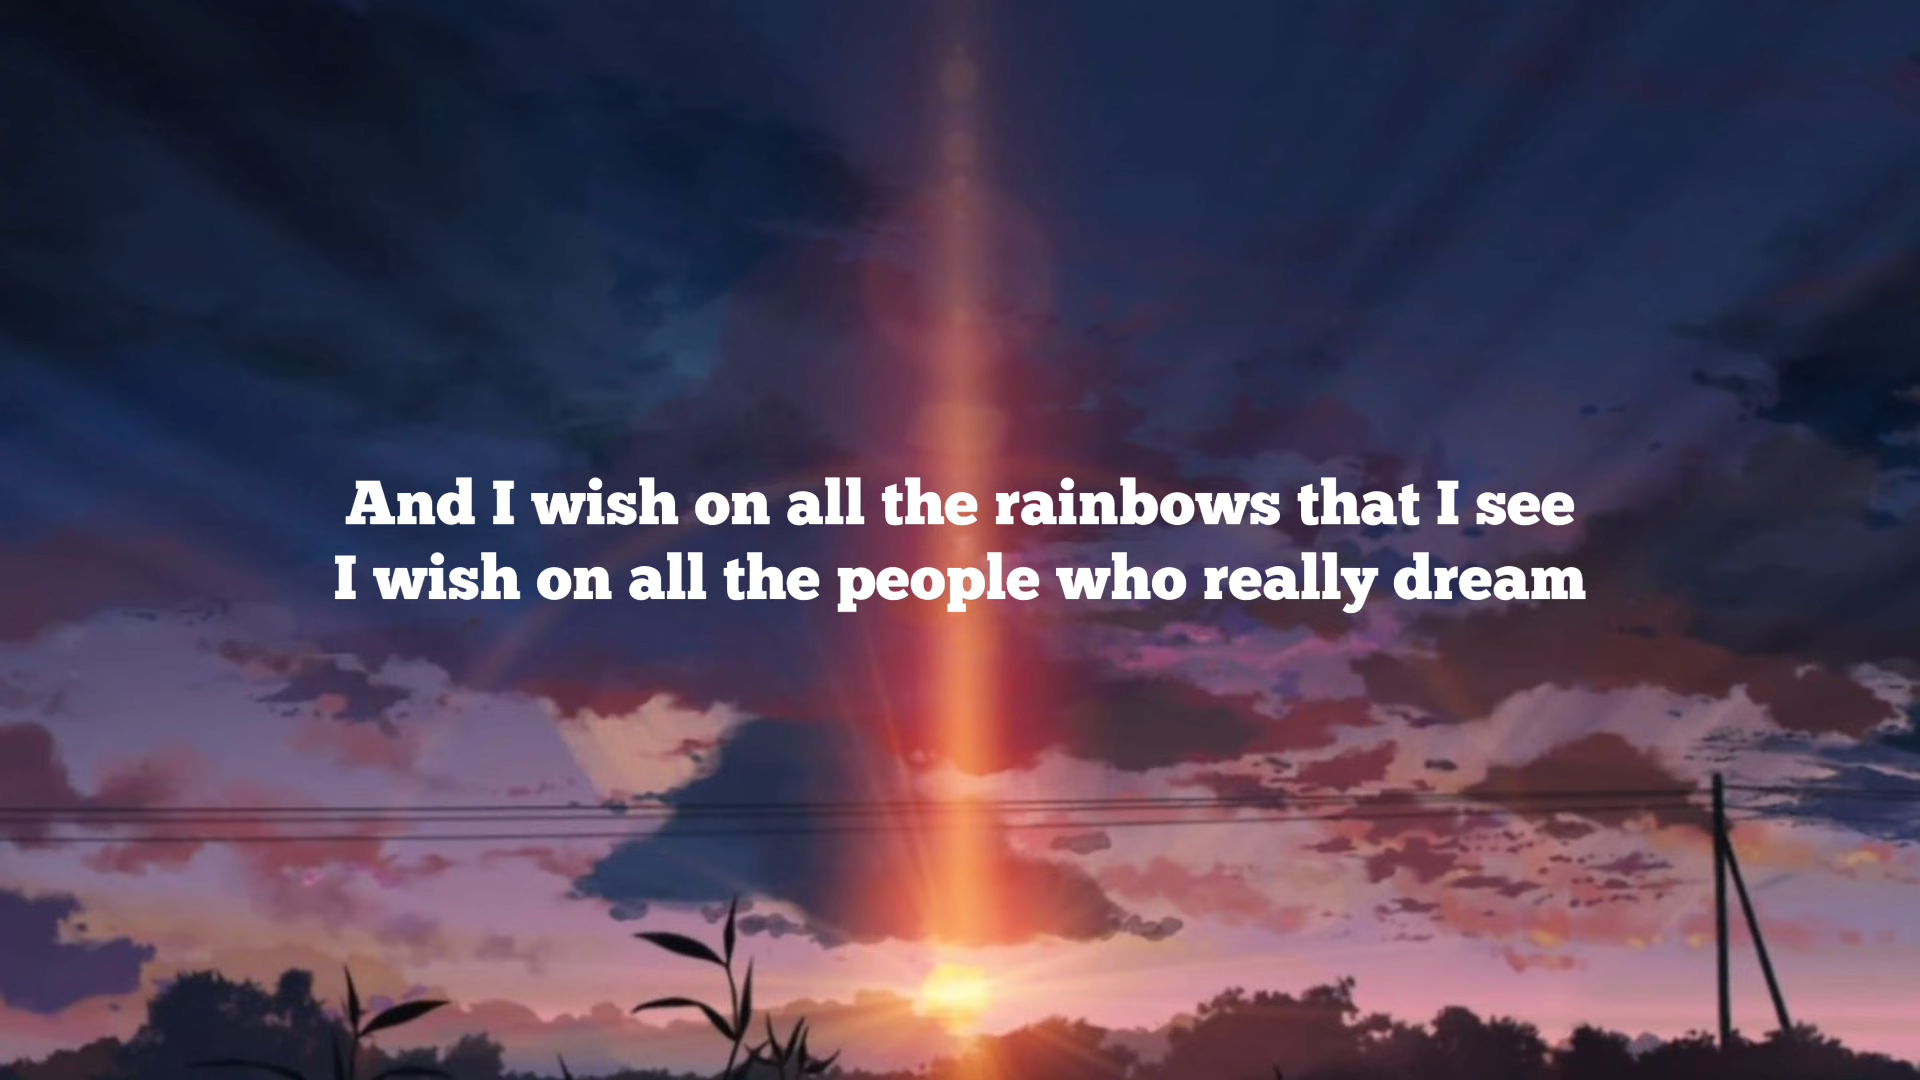 And I wish on all the rainbows that I see
I wish on all the people who really dream